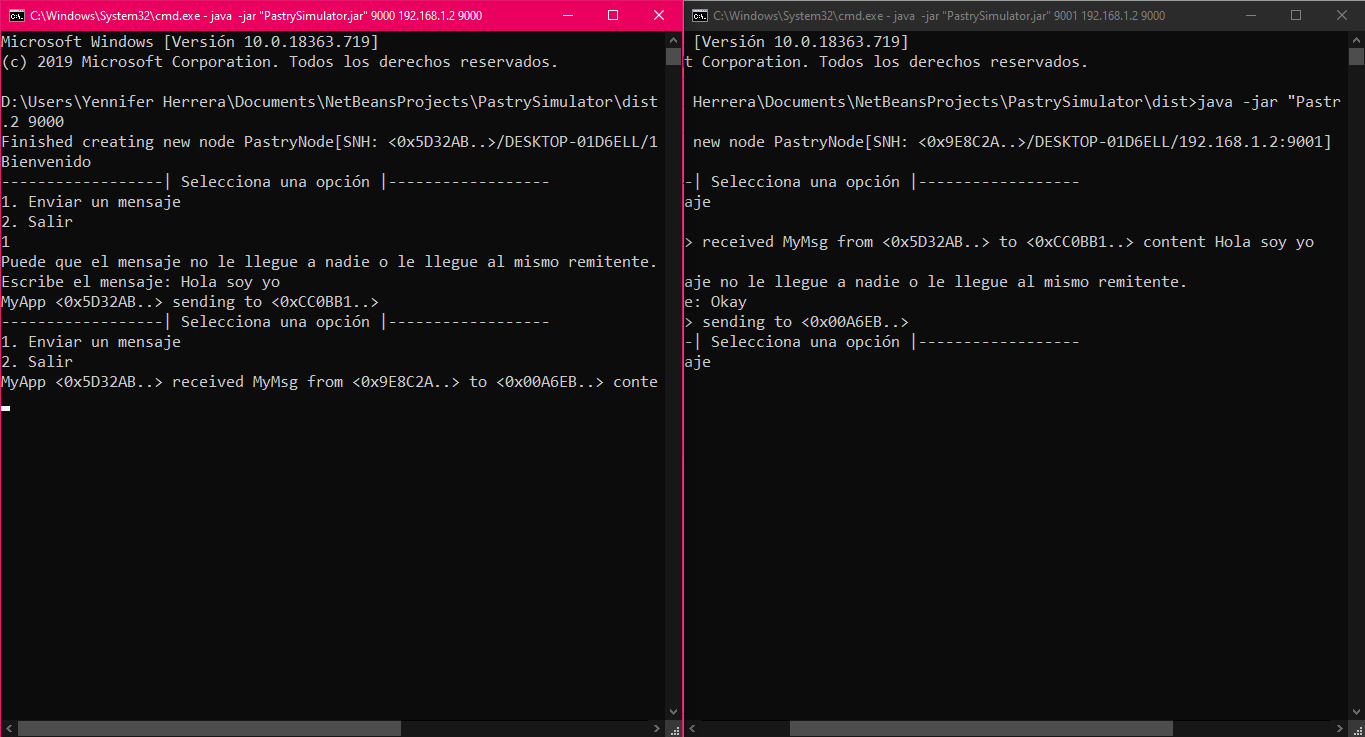 C:\Windows\System32\cmd.exe - java -jar "PastrySimulator.jar" 9000 192.168.1.2 9000
Microsoft Windows [Versión 10.0.18363.719]
(c) 2019 Microsoft Corporation. Todos los derechos reservados.
D:\Users\Yennifer Herrera\Documents\NetBeansProjects\PastrySimulator\dist
.2 9000
Finished creating new node PastryNode[SNH: <0x5D32AB..>/DESKTOP-01D6ELL/1
Bienvenido
------------------| Selecciona una opción |------------------
1. Enviar un mensaje
2. Salir
1
Puede que el mensaje no le llegue a nadie o le llegue al mismo remitente.
Escribe el mensaje: Hola soy yo
MyApp <0x5D32AB..> sending to <0xCC0BB1..>
------------------| Selecciona una opción |------------------
1. Enviar un mensaje
2. Salir
MyApp <0x5D32AB..> received MyMsg from <0x9E8C2A..> to <0x00A6EB..> conte
C:\Windows\System32\cmd.exe - java -jar "PastrySimulator.jar" 9001 192.168.1.2 9000
[Versión 10.0.18363.719]
t Corporation. Todos los derechos reservados.
Herrera\Documents\NetBeansProjects\PastrySimulator\dist>java -jar "Pastr
new node PastryNode[SNH: <0x9E8C2A..>/DESKTOP-01D6ELL/192.168.1.2:9001]
-| Selecciona una opción |------------------
aje
> received MyMsg from <0x5D32AB..> to <0xCC0BB1..> content Hola soy yo
aje no le llegue a nadie o le llegue al mismo remitente.
e: Okay
> sending to <0x00A6EB..>
-| Selecciona una opción |------------------
aje